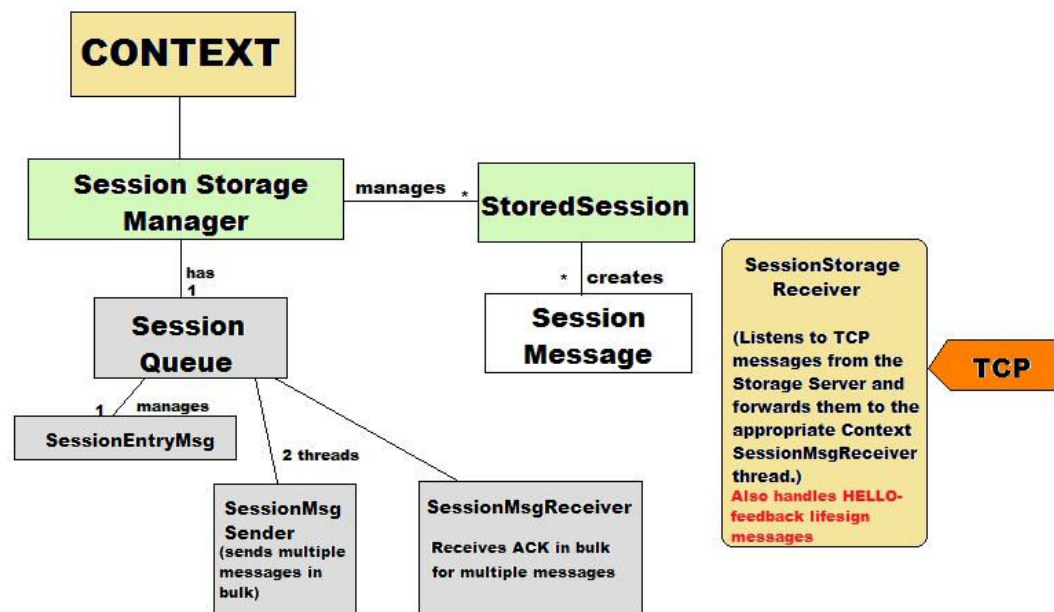 CONTEXT
Session Storage
Manager
manages
*
StoredSession
has
1
* creates
Session
Queue
Session
Message
SessionStorage
Receiver
(Listens to TCP
messages from the
Storage Server and
forwards them to the
appropriate Context
SessionMsgReceiver
thread.)
Also handles HELLO-
feedback lifesign
messages
TCP
1
manages
SessionEntryMsg
2 threads
SessionMsg
Sender
(sends multiple
messages in
bulk)
SessionMsgReceiver
Receives ACK in bulk
for multiple messages